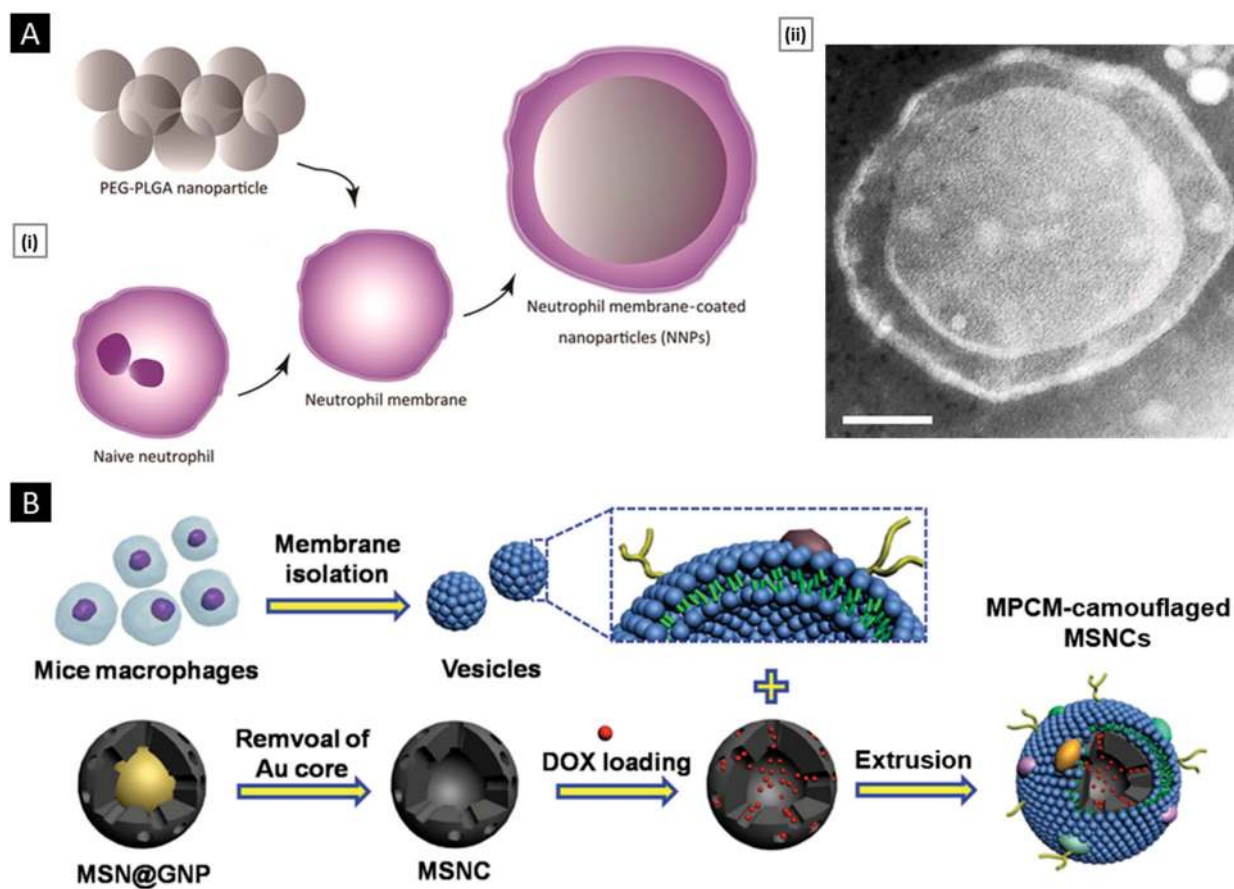 A
(ii)
PEG-PLGA nanoparticle
(i)
Neutrophil membrane-coated
nanoparticles (NNPs)
Neutrophil membrane
Naive neutrophil
B
Membrane
isolation
Mice macrophages
Vesicles
MPCM-camouflaged
MSNCs
+
Remvoal of
Au core
DOX loading
Extrusion
MSN@GNP
MSNC